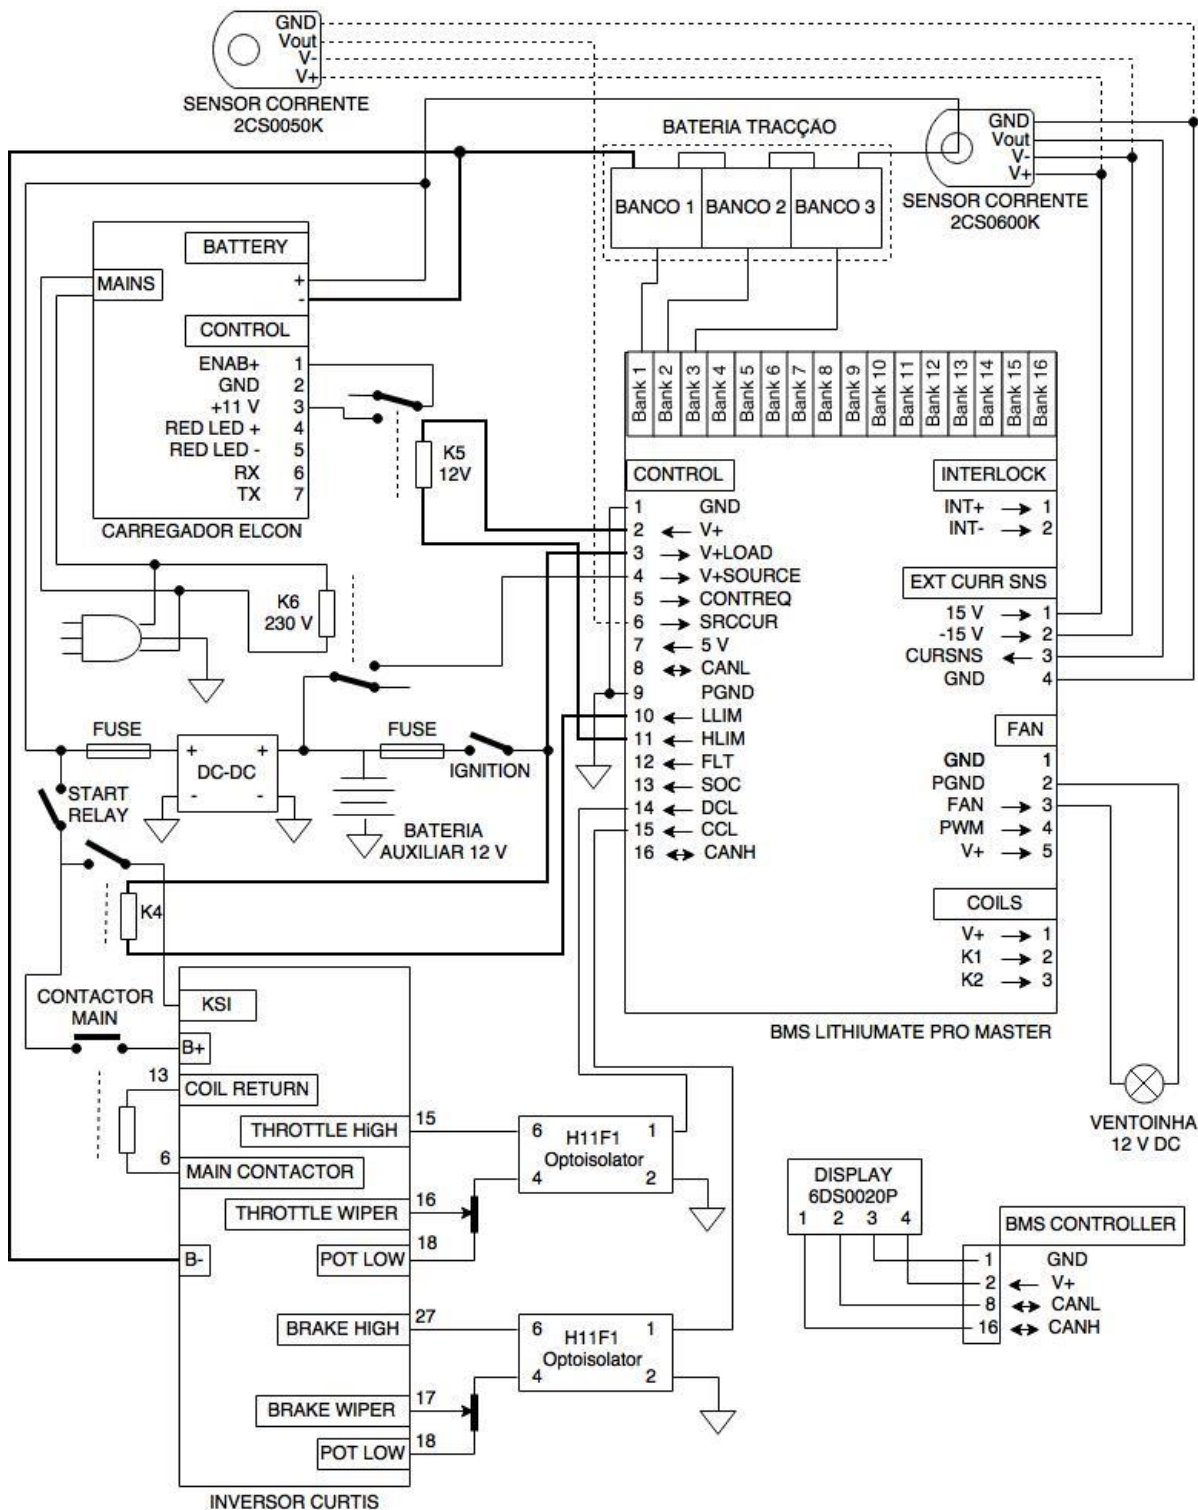 GND
Vout
V-
V+
SENSOR CORRENTE
2CS0050K
BATERIA TRACÇÃO
BANCO 1
BANCO 2
BANCO 3
GND
Vout
V-
V+
SENSOR CORRENTE
2CS0600K
BATTERY
MAINS
+
-
CONTROL
ENAB+ 1
GND 2
+11 V 3
RED LED + 4
RED LED - 5
RX 6
TX 7
CARREGADOR ELCON
K5
12V
K6
230 V
Bank 1
Bank 2
Bank 3
Bank 4
Bank 5
Bank 6
Bank 7
Bank 8
Bank 9
Bank 10
Bank 11
Bank 12
Bank 13
Bank 14
Bank 15
Bank 16
CONTROL
1 GND
2 V+
3 V+LOAD
4 V+SOURCE
5 CONTREQ
6 SRCCUR
7 5 V
8 CANL
9 PGND
10 LLIM
11 HLIM
12 FLT
13 SOC
14 DCL
15 CCL
16 CANH
INTERLOCK
INT+ 1
INT- 2
EXT CURR SNS
15 V 1
-15 V 2
CURSNS 3
GND 4
FAN
GND 1
PGND 2
FAN 3
PWM 4
V+ 5
COILS
V+ 1
K1 2
K2 3
BMS LITHIUMATE PRO MASTER
FUSE
+ +
DC-DC
- -
FUSE
IGNITION
START
RELAY
BATERIA
AUXILIAR 12 V
K4
CONTACTOR
MAIN
KSI
B+
13
COIL RETURN
6
MAIN CONTACTOR
THROTTLE HiGH
15
THROTTLE WIPER
16
POT LOW
18
B-
BRAKE HIGH
27
BRAKE WIPER
17
POT LOW
18
INVERSOR CURTIS
6 1
H11F1
Optoisolator
4 2
6 1
H11F1
Optoisolator
4 2
VENTOINHA
12 V DC
DISPLAY
6DS0020P
1 2 3 4
BMS CONTROLLER
1 GND
2 V+
8 CANL
16 CANH